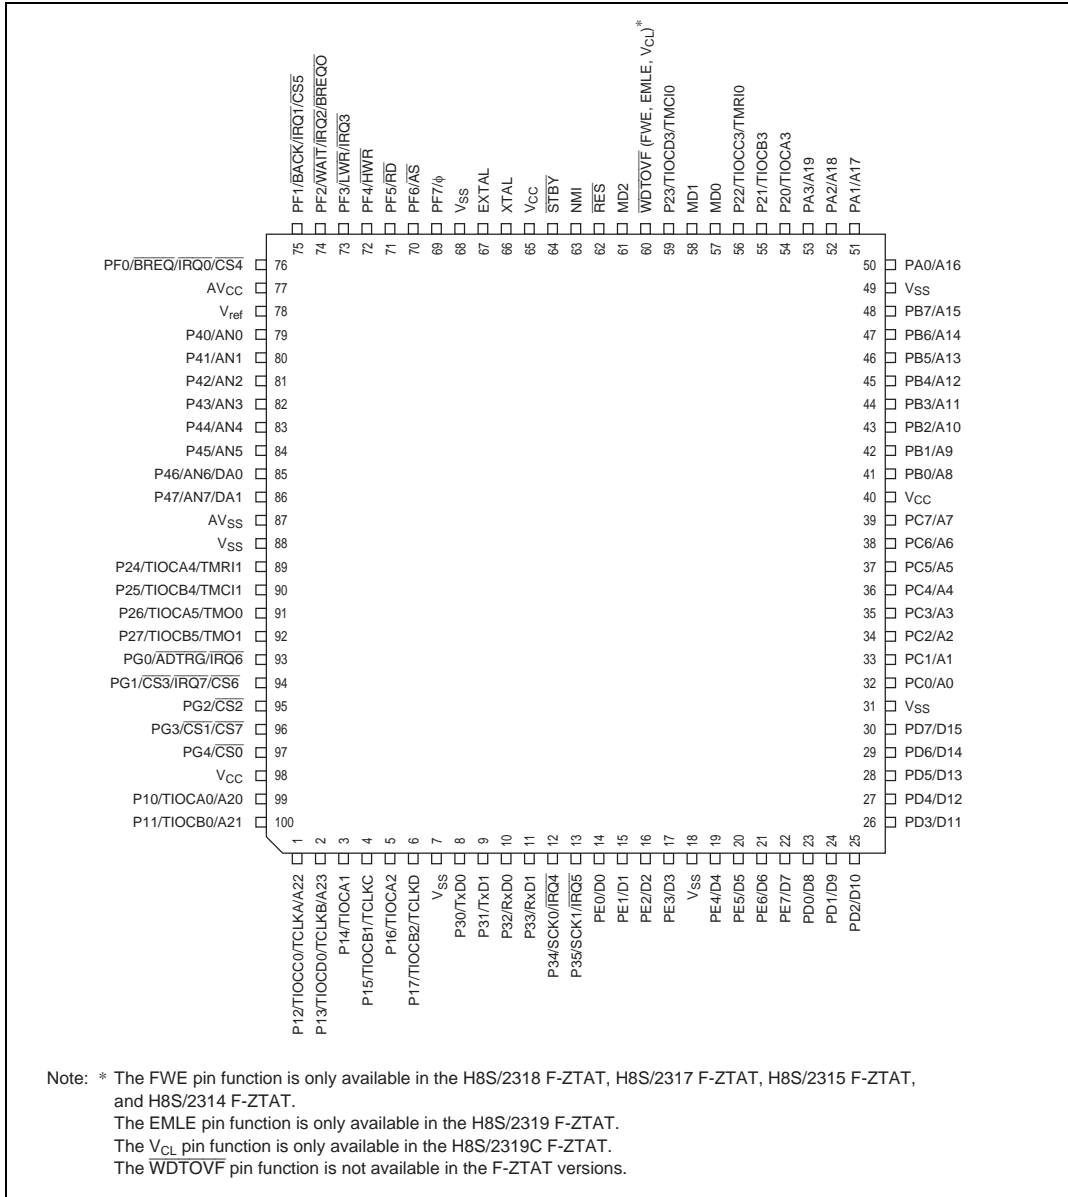 PF1/BACK/IRQ1/CS5
PF2/WAIT/IRQ2/BREQO
PF3/LWR/IRQ3
PF4/HWR
PF5/RD
PF6/AS
PF7/ϕ
VSS
EXTAL
XTAL
VCC
STBY
NMI
RES
MD2
WDTOVF (FWE, EMLE, VCL)*
P23/TIOCD3/TMCI0
MD1
MD0
P22/TIOCC3/TMRI0
P21/TIOCB3
P20/TIOCA3
PA3/A19
PA2/A18
PA1/A17
75 74 73 72 71 70 69 68 67 66 65 64 63 62 61 60 59 58 57 56 55 54 53 52 51
PF0/BREQ/IRQ0/CS4 76
AVCC 77
Vref 78
P40/AN0 79
P41/AN1 80
P42/AN2 81
P43/AN3 82
P44/AN4 83
P45/AN5 84
P46/AN6/DA0 85
P47/AN7/DA1 86
AVSS 87
VSS 88
P24/TIOCA4/TMRI1 89
P25/TIOCB4/TMCI1 90
P26/TIOCA5/TMO0 91
P27/TIOCB5/TMO1 92
PG0/ADTRG/IRQ6 93
PG1/CS3/IRQ7/CS6 94
PG2/CS2 95
PG3/CS1/CS7 96
PG4/CS0 97
VCC 98
P10/TIOCA0/A20 99
P11/TIOCB0/A21 100
50 PA0/A16
49 VSS
48 PB7/A15
47 PB6/A14
46 PB5/A13
45 PB4/A12
44 PB3/A11
43 PB2/A10
42 PB1/A9
41 PB0/A8
40 VCC
39 PC7/A7
38 PC6/A6
37 PC5/A5
36 PC4/A4
35 PC3/A3
34 PC2/A2
33 PC1/A1
32 PC0/A0
31 VSS
30 PD7/D15
29 PD6/D14
28 PD5/D13
27 PD4/D12
26 PD3/D11
1 2 3 4 5 6 7 8 9 10 11 12 13 14 15 16 17 18 19 20 21 22 23 24 25
P12/TIOCC0/TCLKA/A22
P13/TIOCD0/TCLKB/A23
P14/TIOCA1
P15/TIOCB1/TCLKC
P16/TIOCA2
P17/TIOCB2/TCLKD
VSS
P30/TxD0
P31/TxD1
P32/RxD0
P33/RxD1
P34/SCK0/IRQ4
P35/SCK1/IRQ5
PE0/D0
PE1/D1
PE2/D2
PE3/D3
VSS
PE4/D4
PE5/D5
PE6/D6
PE7/D7
PD0/D8
PD1/D9
PD2/D10
Note: * The FWE pin function is only available in the H8S/2318 F-ZTAT, H8S/2317 F-ZTAT, H8S/2315 F-ZTAT,
and H8S/2314 F-ZTAT.
The EMLE pin function is only available in the H8S/2319 F-ZTAT.
The VCL pin function is only available in the H8S/2319C F-ZTAT.
The WDTOVF pin function is not available in the F-ZTAT versions.